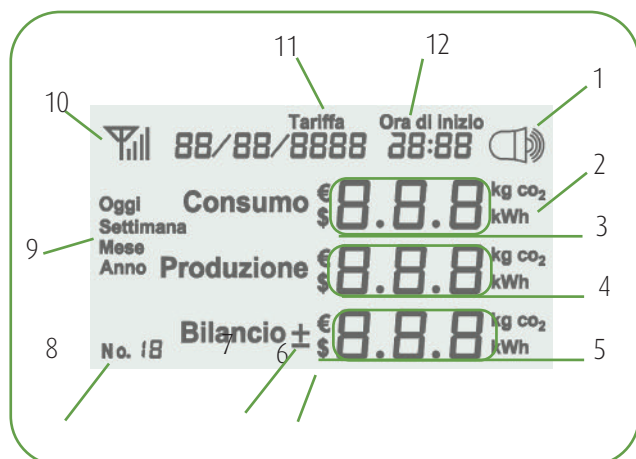 11 12
10 1
Tariffa Ora di inizio
88/88/8888 28:88
Consumo € $ 8.8.8 kg co₂ kWh 2
Oggi
Settimana
Mese
Anno
9 3
Produzione € $ 8.8.8 kg co₂ kWh 4
Bilancio ± € $ 8.8.8 kg co₂ kWh 5
8 7 6
No. 18